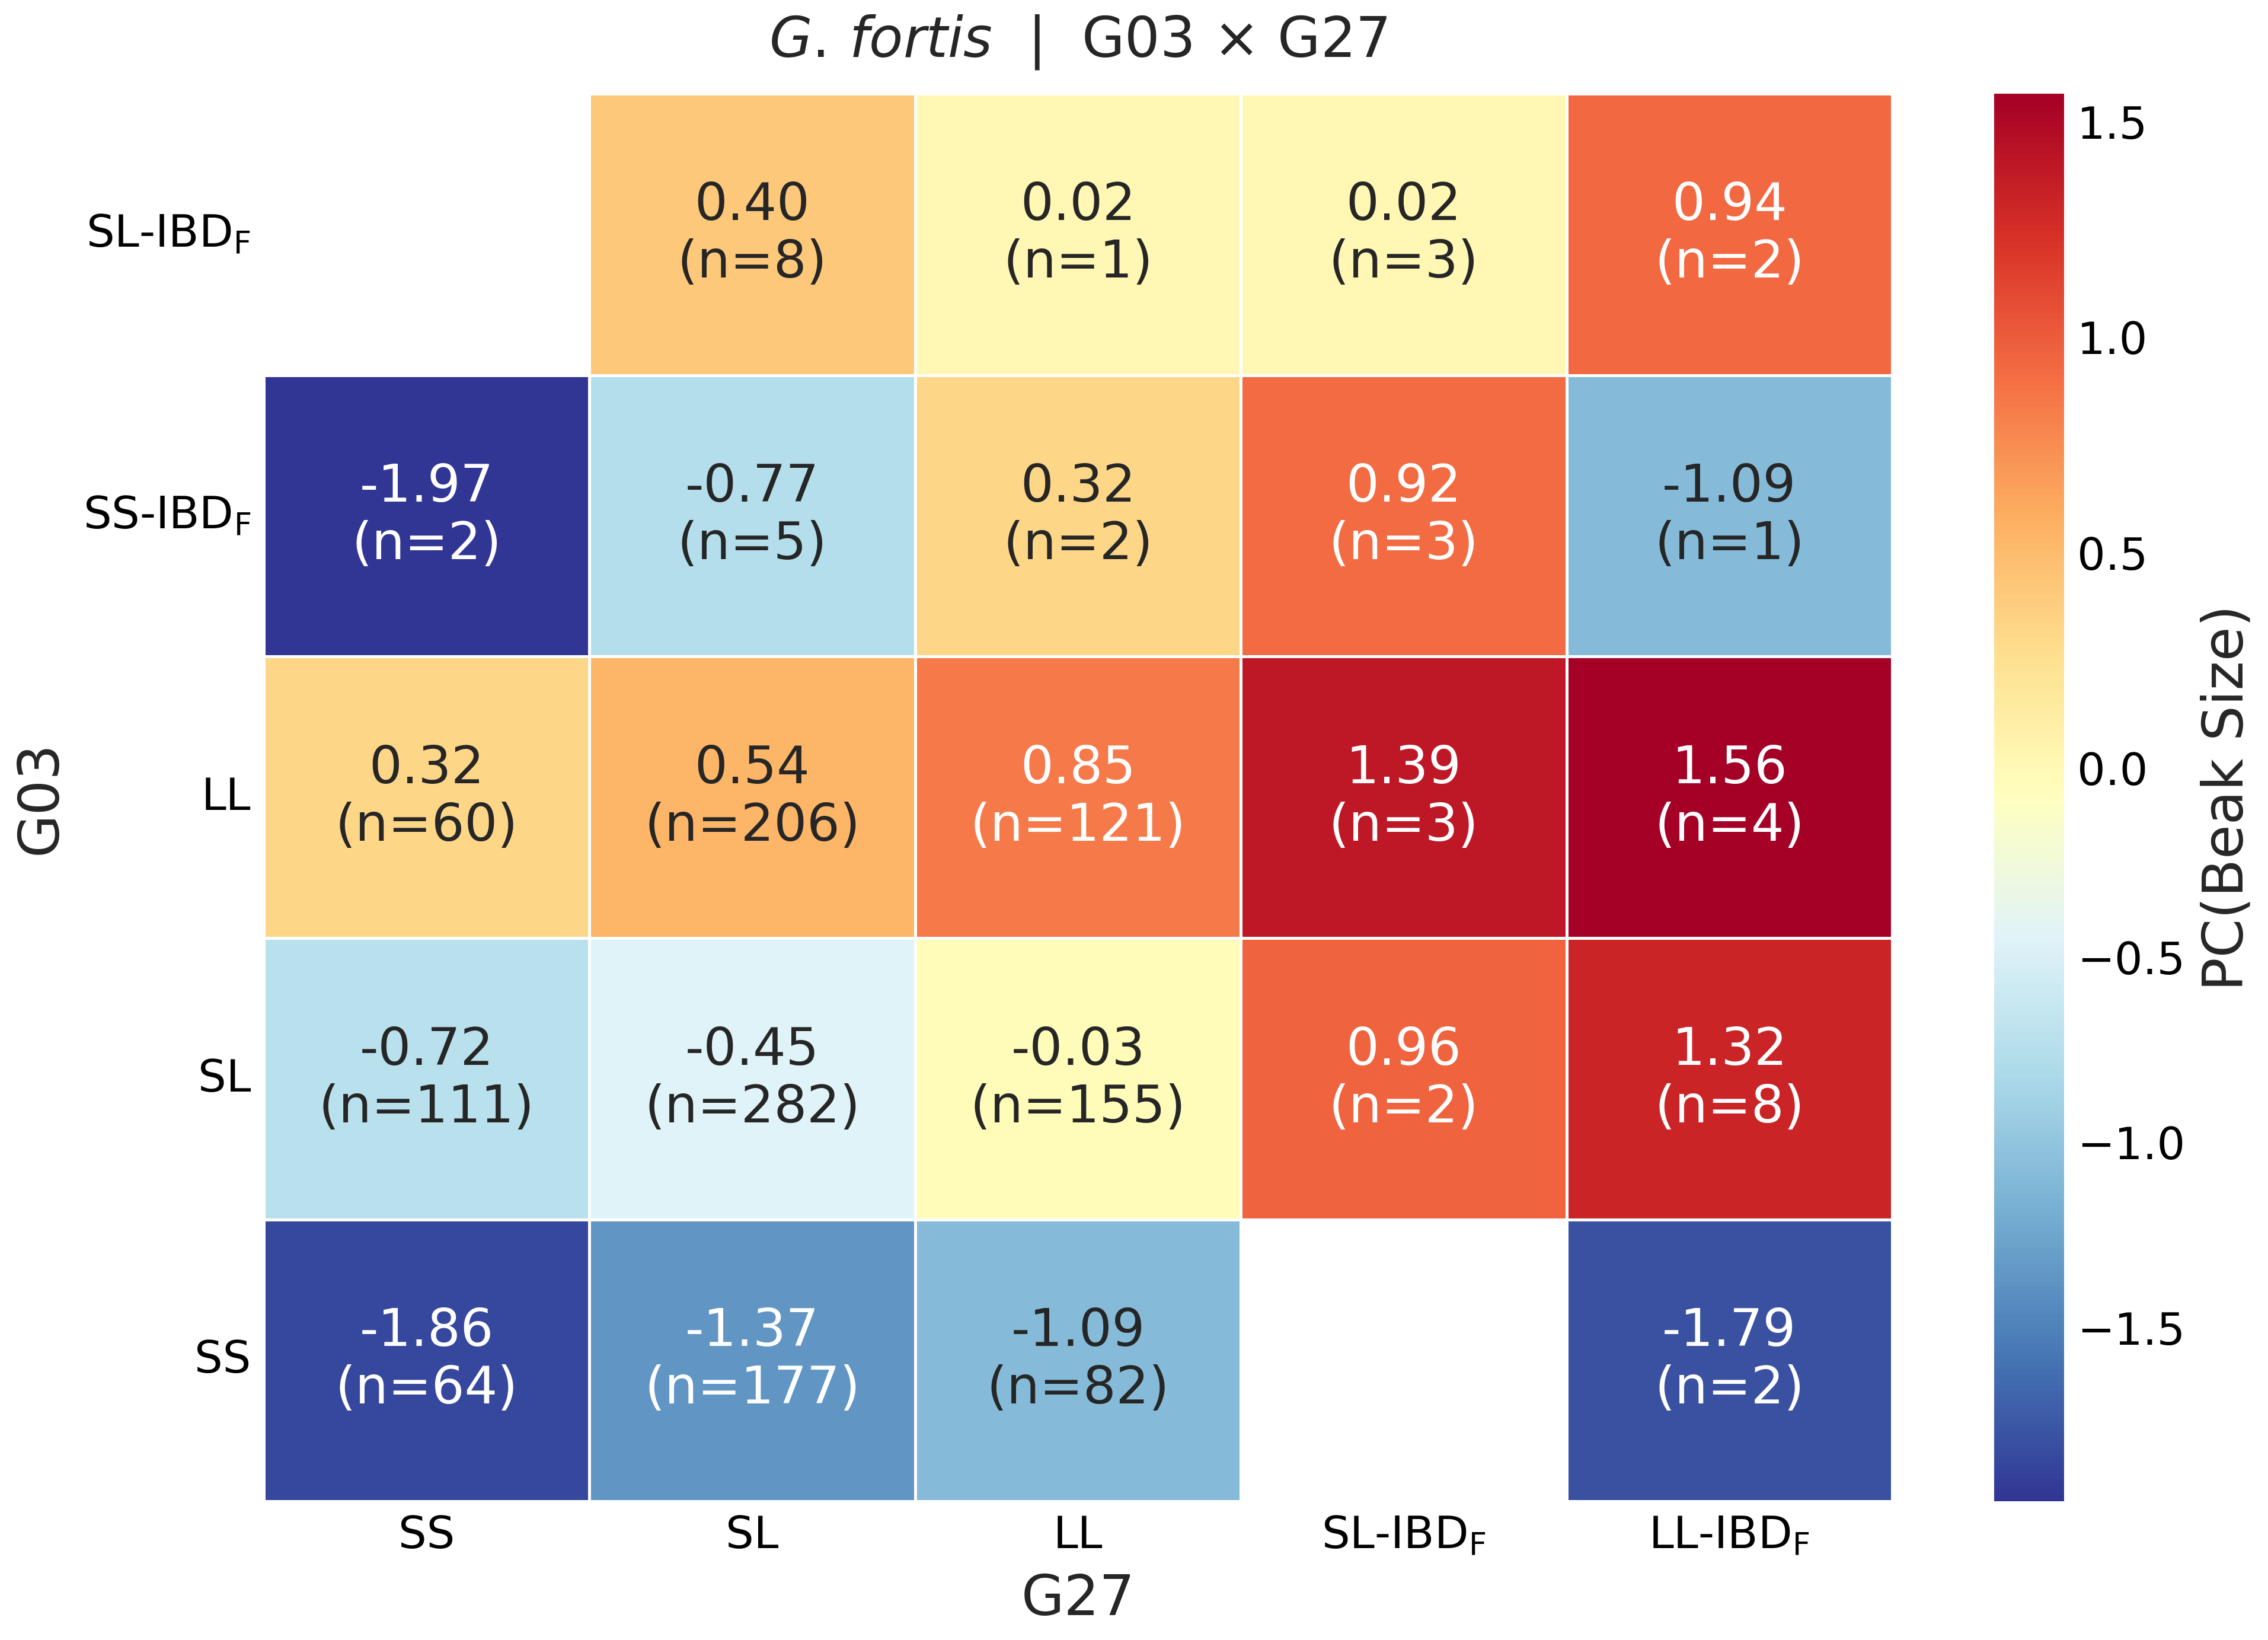 G. fortis | G03 × G27
SL-IBD_F
0.40
(n=8)
0.02
(n=1)
0.02
(n=3)
0.94
(n=2)
SS-IBD_F
-1.97
(n=2)
-0.77
(n=5)
0.32
(n=2)
0.92
(n=3)
-1.09
(n=1)
LL
0.32
(n=60)
0.54
(n=206)
0.85
(n=121)
1.39
(n=3)
1.56
(n=4)
SL
-0.72
(n=111)
-0.45
(n=282)
-0.03
(n=155)
0.96
(n=2)
1.32
(n=8)
SS
-1.86
(n=64)
-1.37
(n=177)
-1.09
(n=82)
-1.79
(n=2)
G03
SS
SL
LL
SL-IBD_F
LL-IBD_F
G27
1.5
1.0
0.5
0.0
−0.5
−1.0
−1.5
PC(Beak Size)